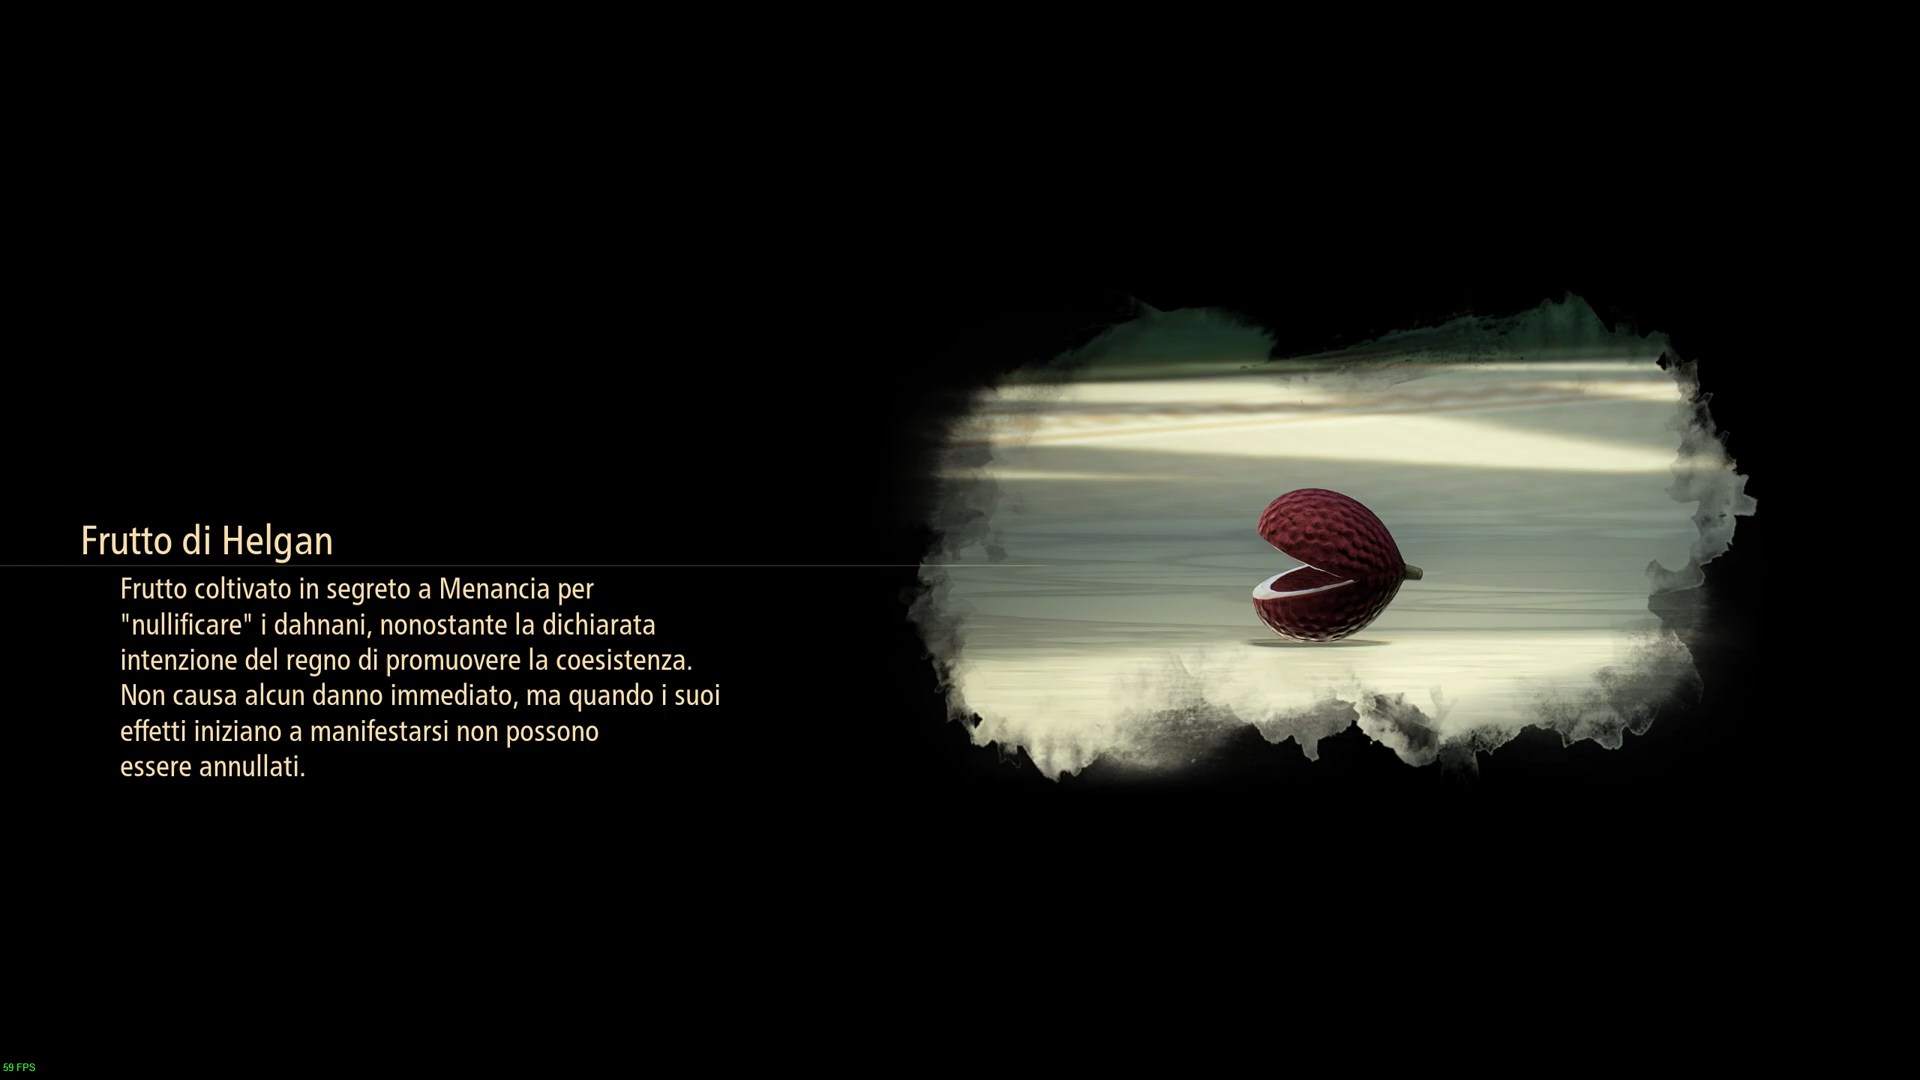 Frutto di Helgan
Frutto coltivato in segreto a Menancia per
"nullificare" i dahnani, nonostante la dichiarata
intenzione del regno di promuovere la coesistenza.
Non causa alcun danno immediato, ma quando i suoi
effetti iniziano a manifestarsi non possono
essere annullati.
59 FPS